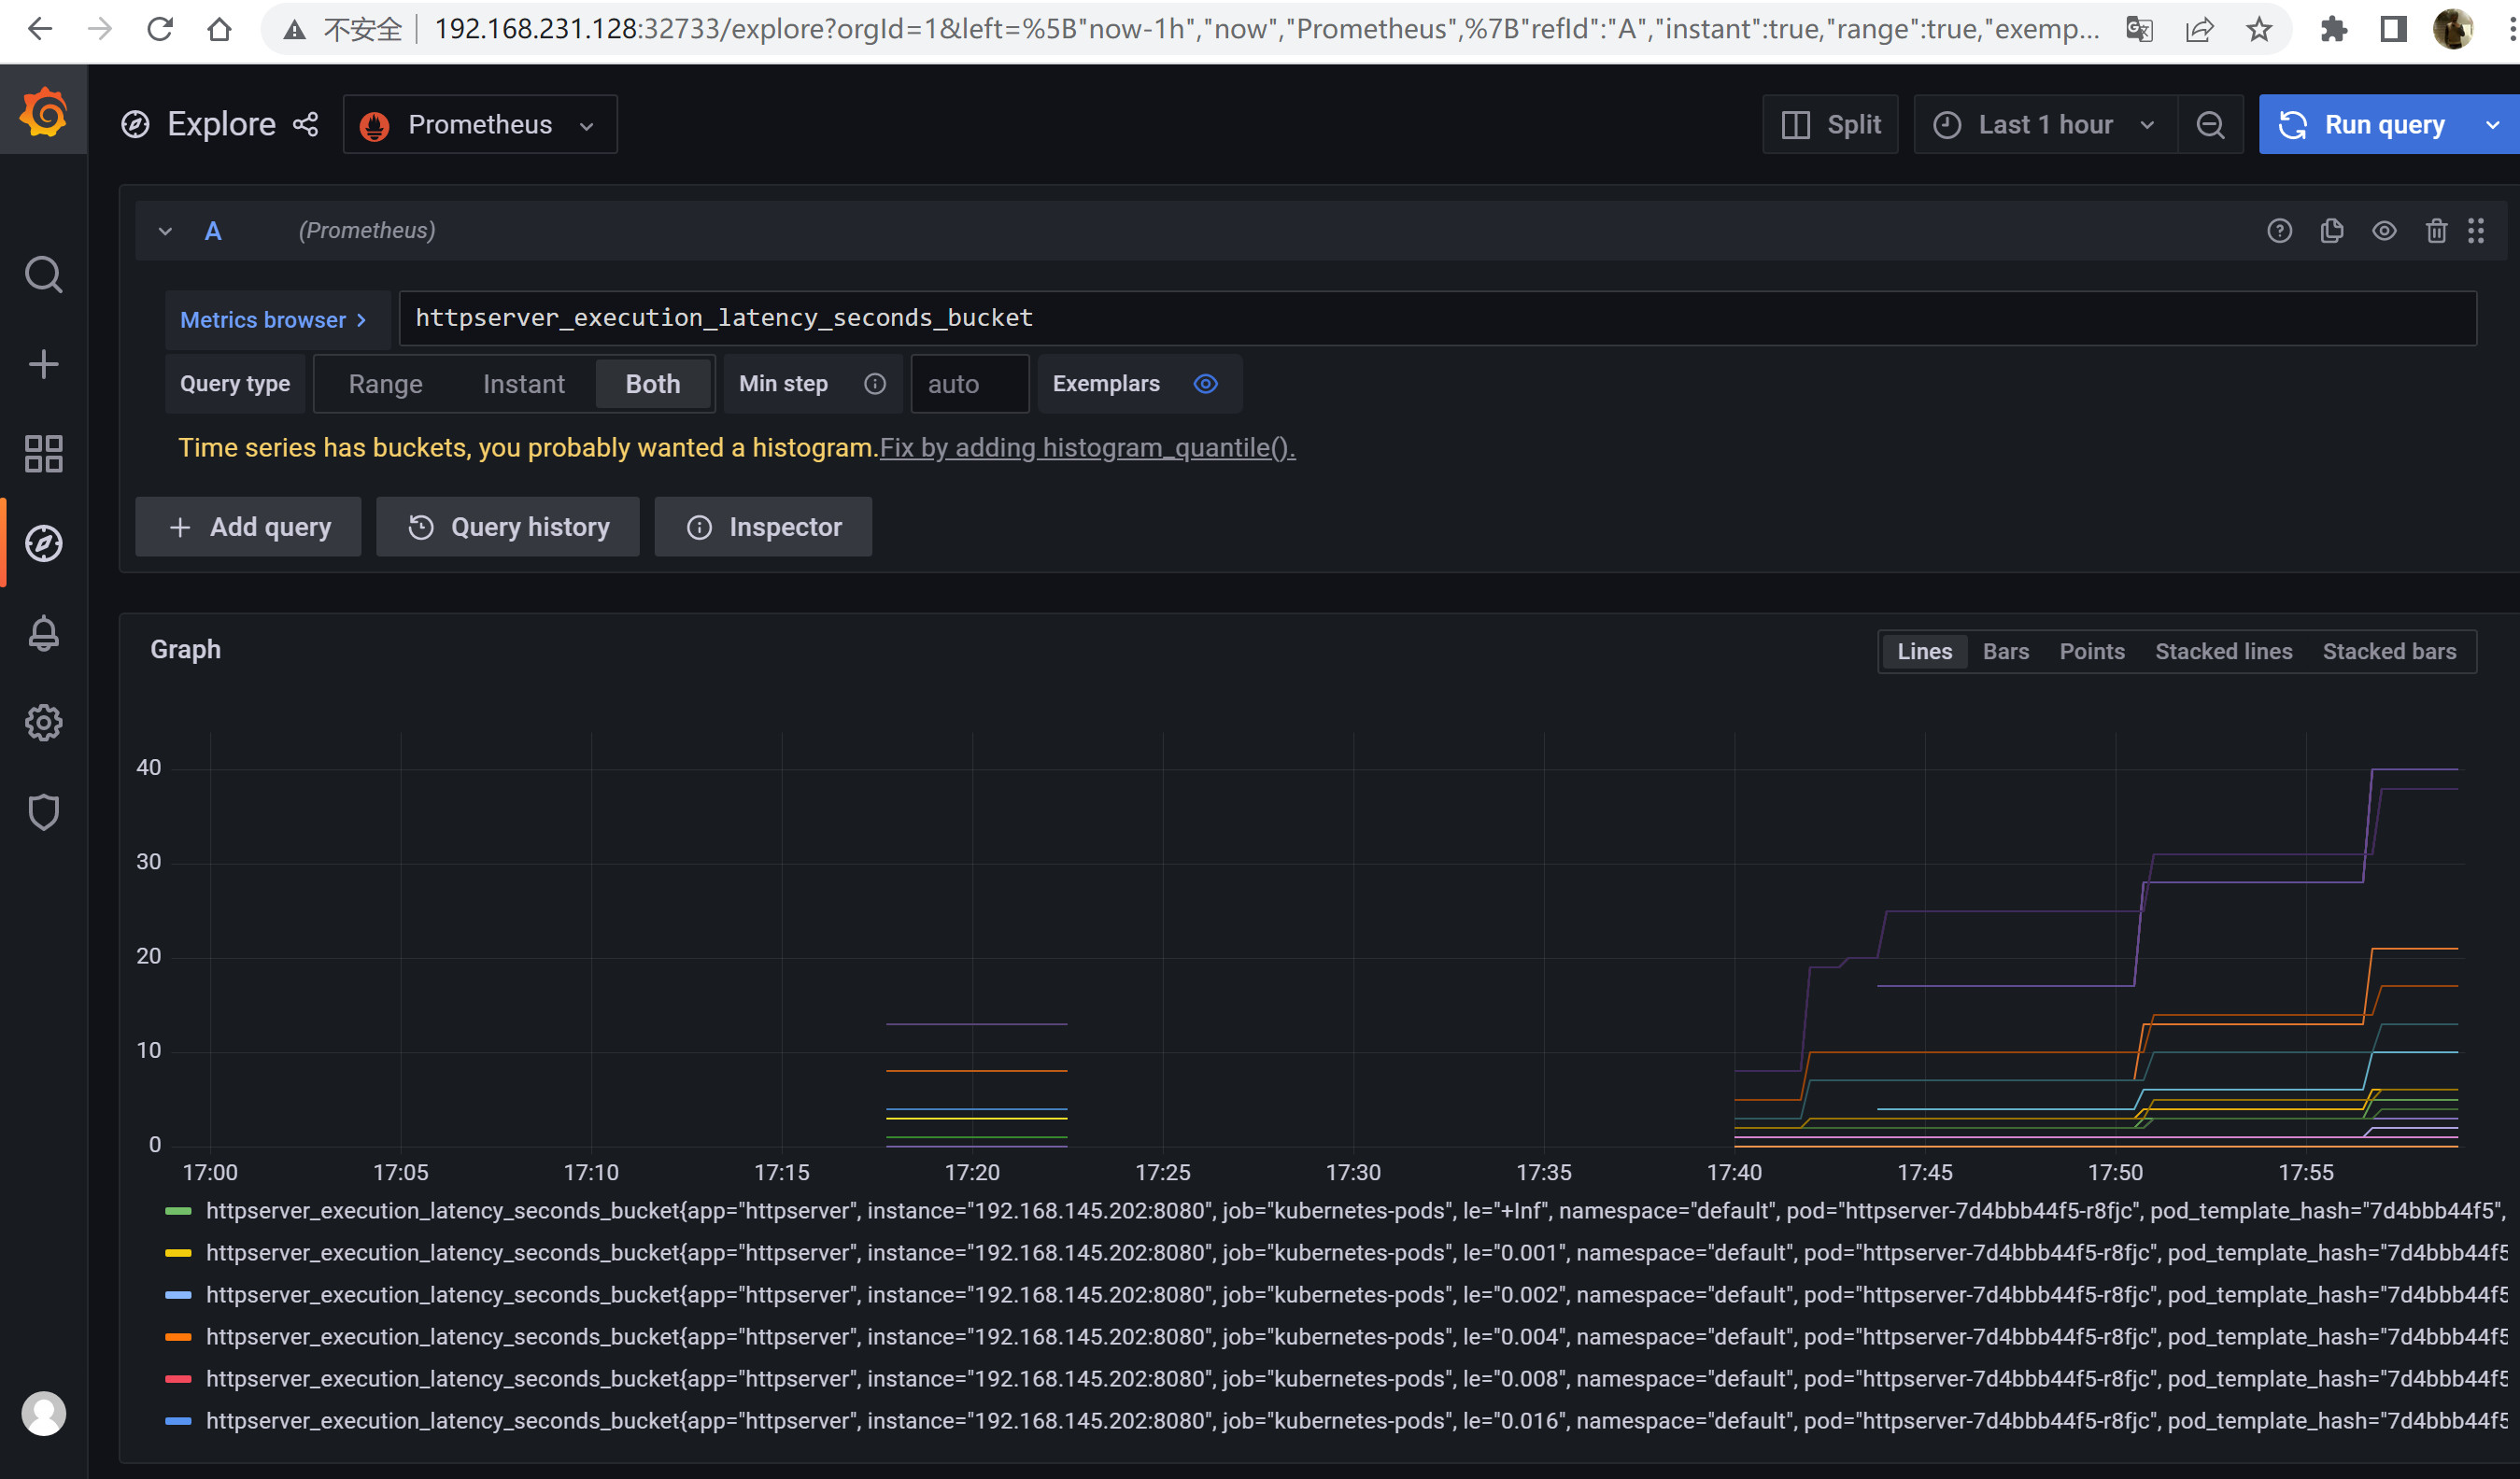 不安全 192.168.231.128:32733/explore?orgId=1&left=%5B"now-1h","now","Prometheus",%7B"refId":"A","instant":true,"range":true,"exemp...
Explore Prometheus Split Last 1 hour Run query
A (Prometheus)
Metrics browser > httpserver_execution_latency_seconds_bucket
Query type Range Instant Both Min step auto Exemplars
Time series has buckets, you probably wanted a histogram.Fix by adding histogram_quantile().
+ Add query Query history Inspector
Graph Lines Bars Points Stacked lines Stacked bars
40
30
20
10
0
17:00 17:05 17:10 17:15 17:20 17:25 17:30 17:35 17:40 17:45 17:50 17:55
httpserver_execution_latency_seconds_bucket{app="httpserver", instance="192.168.145.202:8080", job="kubernetes-pods", le="+Inf", namespace="default", pod="httpserver-7d4bbb44f5-r8fjc", pod_template_hash="7d4bbb44f5",
httpserver_execution_latency_seconds_bucket{app="httpserver", instance="192.168.145.202:8080", job="kubernetes-pods", le="0.001", namespace="default", pod="httpserver-7d4bbb44f5-r8fjc", pod_template_hash="7d4bbb44f5
httpserver_execution_latency_seconds_bucket{app="httpserver", instance="192.168.145.202:8080", job="kubernetes-pods", le="0.002", namespace="default", pod="httpserver-7d4bbb44f5-r8fjc", pod_template_hash="7d4bbb44f5
httpserver_execution_latency_seconds_bucket{app="httpserver", instance="192.168.145.202:8080", job="kubernetes-pods", le="0.004", namespace="default", pod="httpserver-7d4bbb44f5-r8fjc", pod_template_hash="7d4bbb44f5
httpserver_execution_latency_seconds_bucket{app="httpserver", instance="192.168.145.202:8080", job="kubernetes-pods", le="0.008", namespace="default", pod="httpserver-7d4bbb44f5-r8fjc", pod_template_hash="7d4bbb44f5
httpserver_execution_latency_seconds_bucket{app="httpserver", instance="192.168.145.202:8080", job="kubernetes-pods", le="0.016", namespace="default", pod="httpserver-7d4bbb44f5-r8fjc", pod_template_hash="7d4bbb44f5